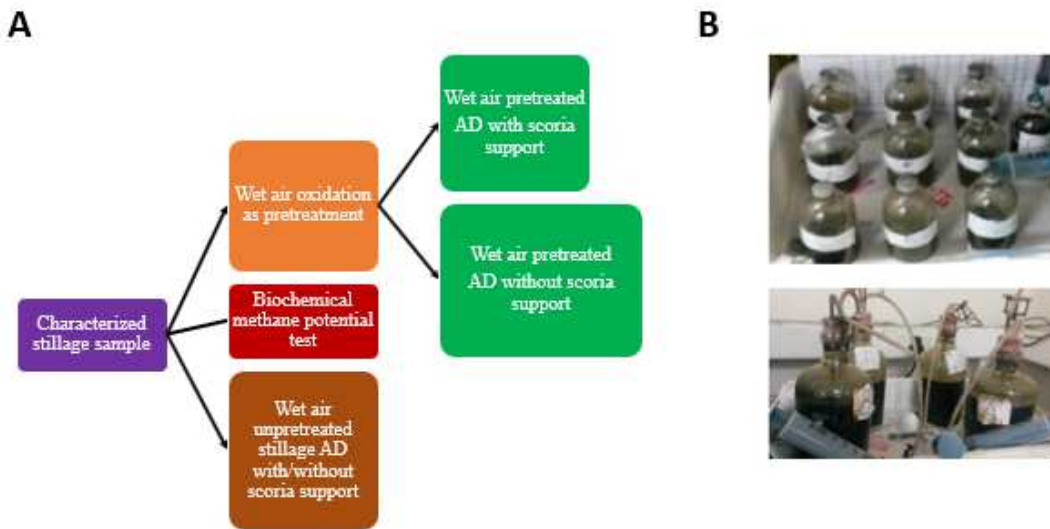 A
B
Wet air pretreated
AD with scoria
support
Wet air oxidation
as pretreatment
Wet air pretreated
AD without scoria
support
Biochemical
methane potential
test
Characterized
stillage sample
Wet air
unpretreated
stillage AD
with/without
scoria support